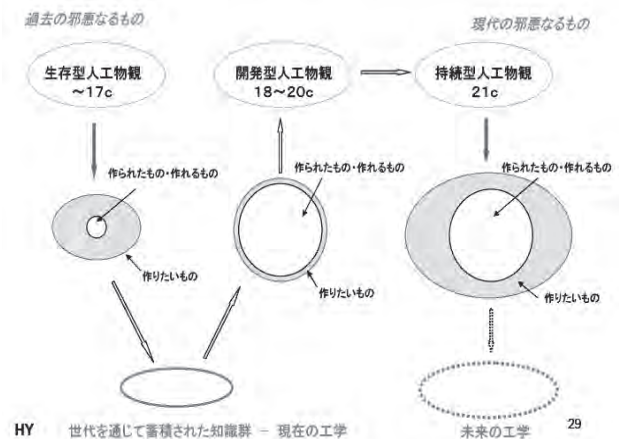 過去の邪悪なるもの
現代の邪悪なるもの
生存型人工物観
～17c
開発型人工物観
18～20c
持続型人工物観
21c
作られたもの・作れるもの
作りたいもの
作られたもの・作れるもの
作りたいもの
作られたもの・作れるもの
作りたいもの
HY
世代を通じて蓄積された知識群 － 現在の工学
未来の工学
29